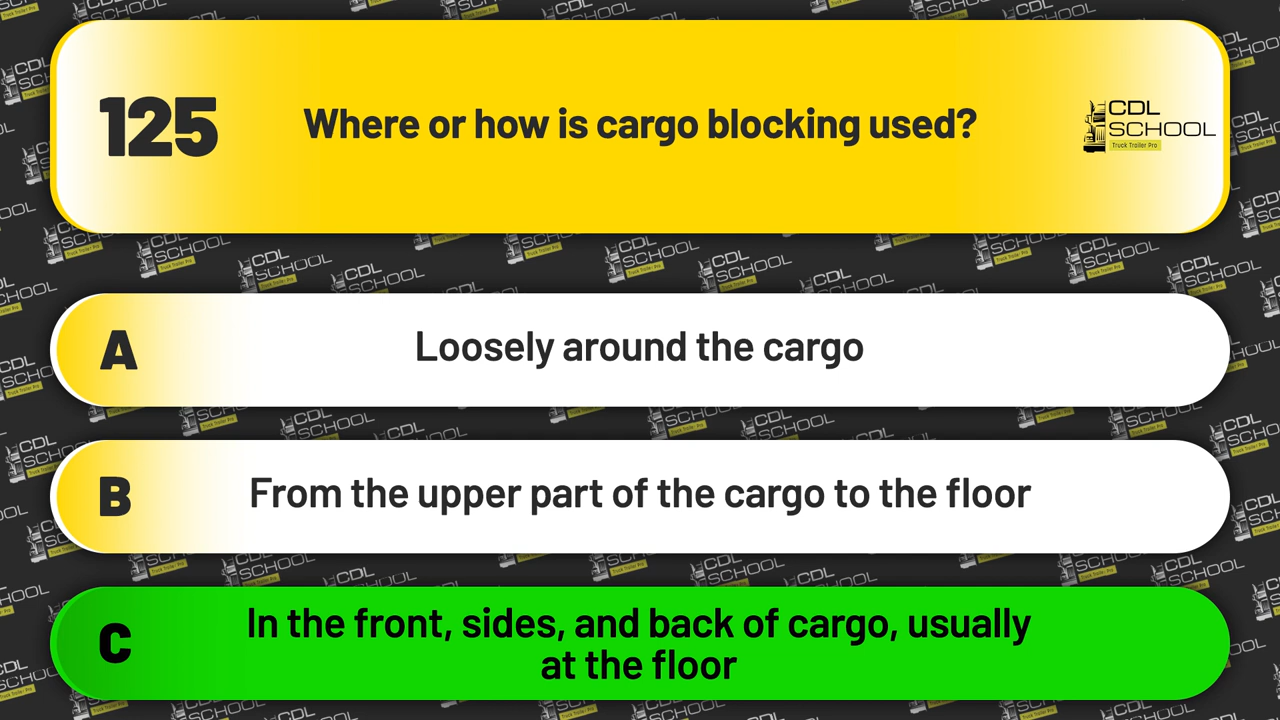 125
Where or how is cargo blocking used?
CDL
SCHOOL
Truck Trailer Pro
A
Loosely around the cargo
B
From the upper part of the cargo to the floor
C
In the front, sides, and back of cargo, usually
at the floor